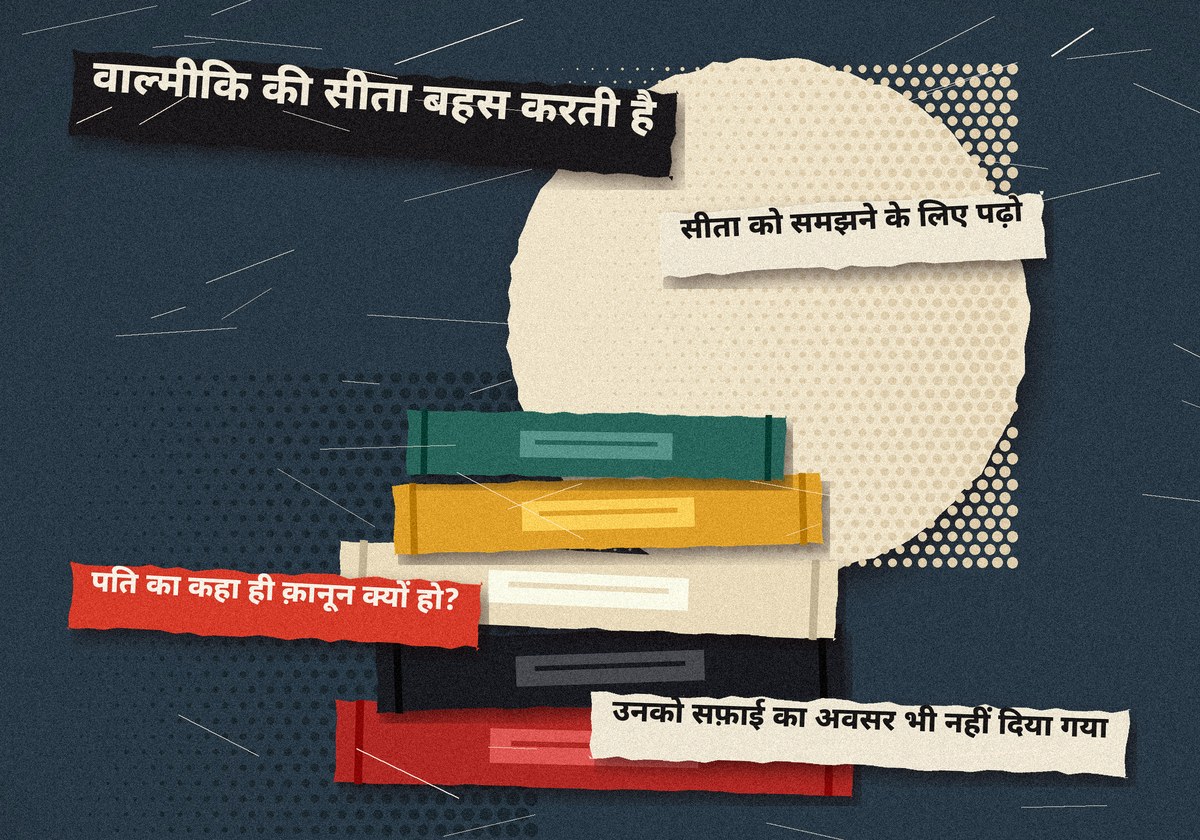 वाल्मीकि की सीता बहस करती है
सीता को समझने के लिए पढ़ो
पति का कहा ही क़ानून क्यों हो?
उनको सफ़ाई का अवसर भी नहीं दिया गया